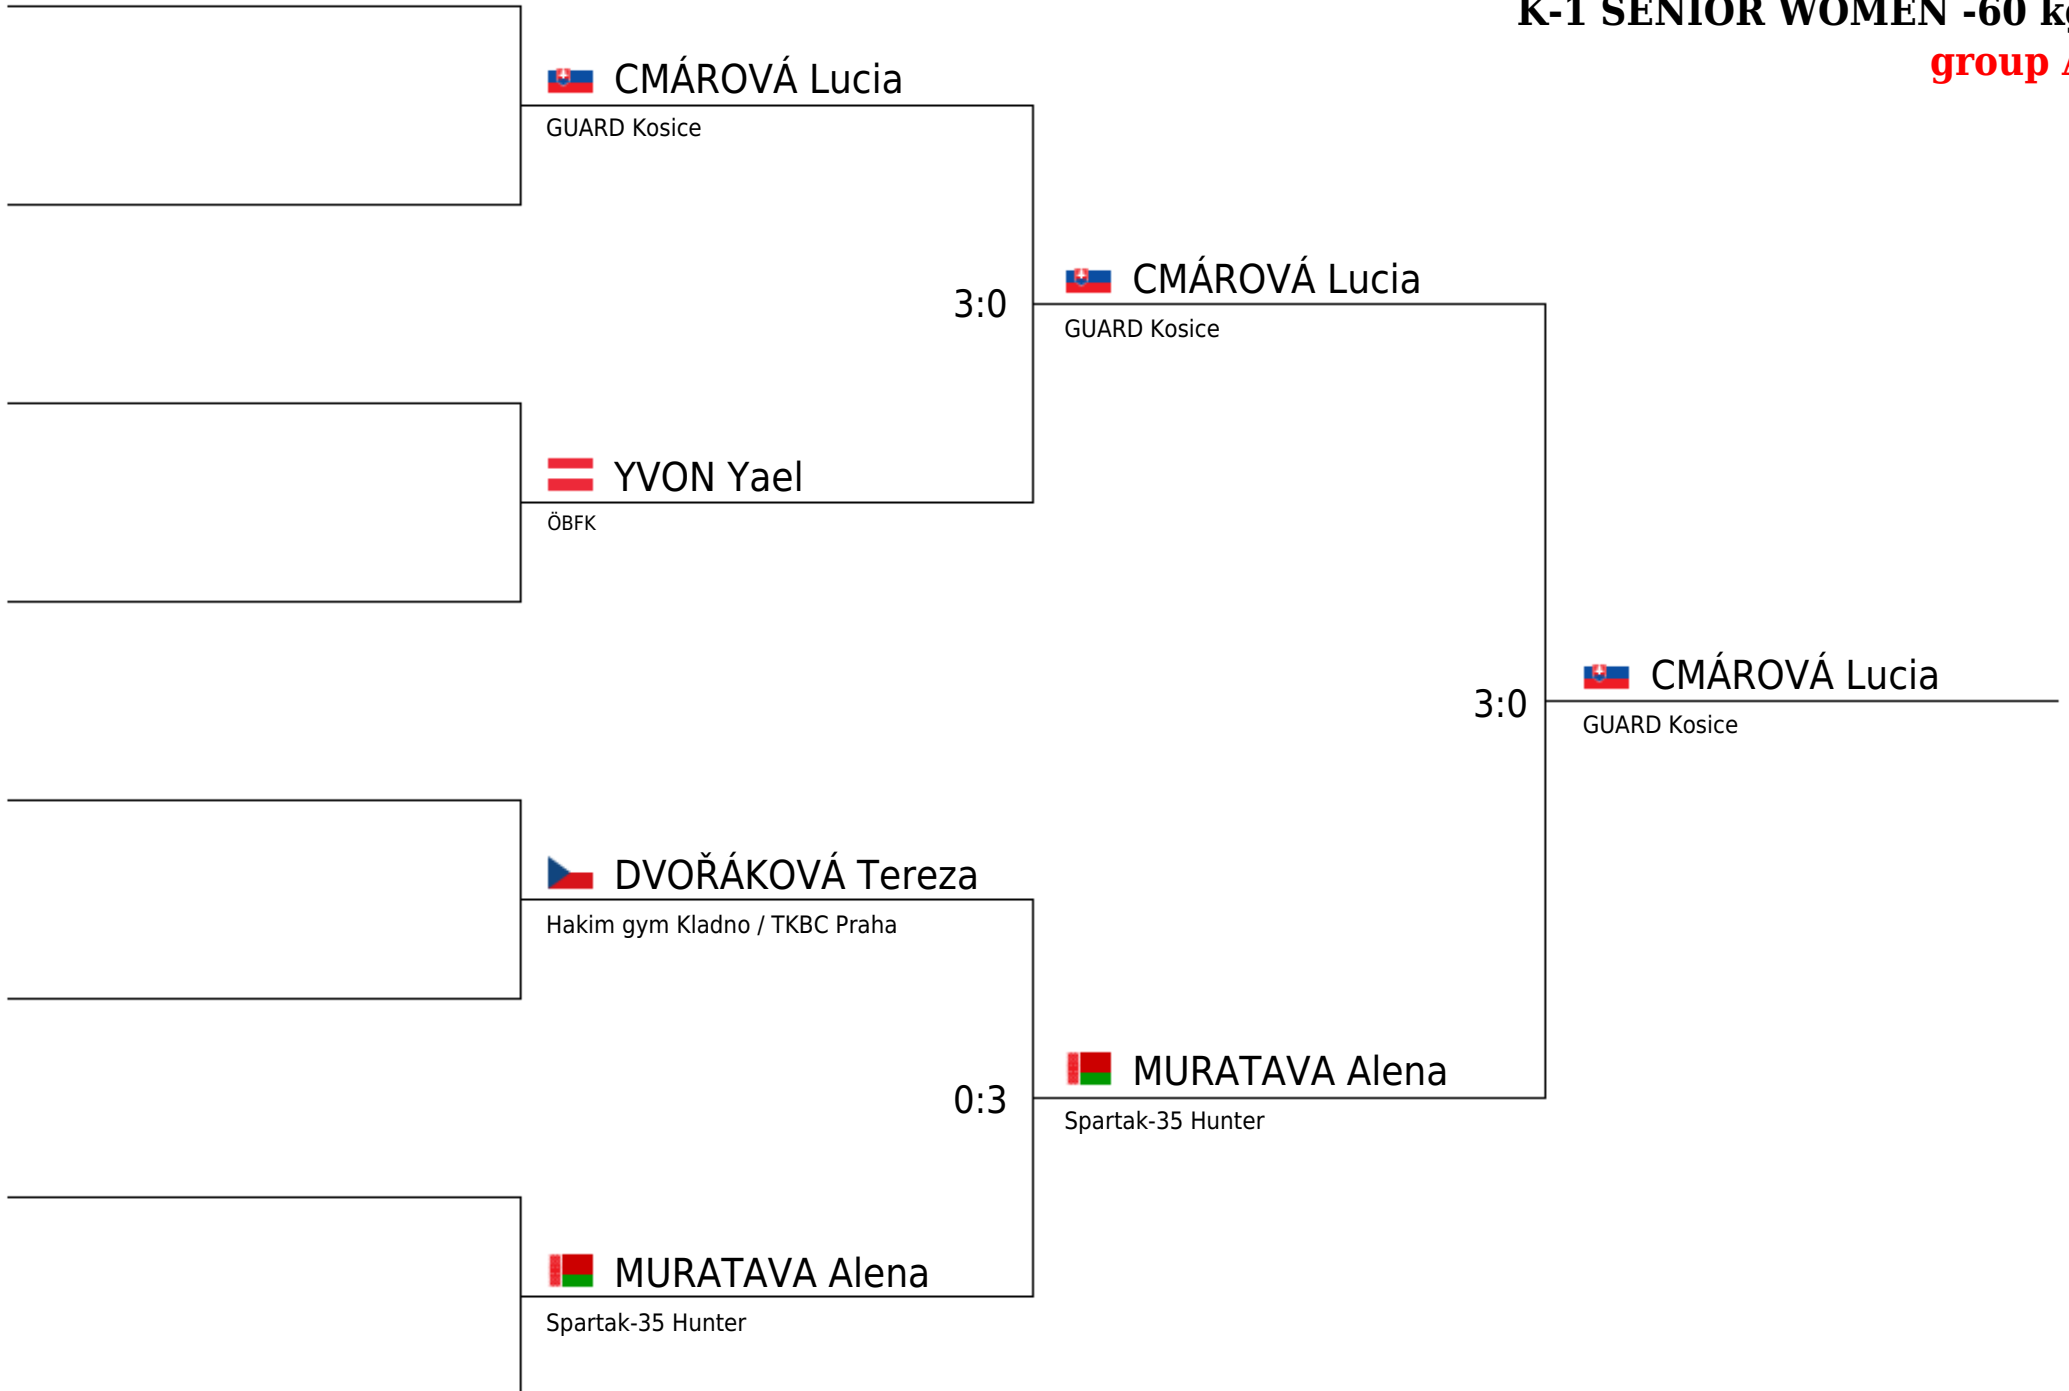 K-1 SENIOR WOMEN -60 kg
group A
CMÁROVÁ Lucia
GUARD Kosice
3:0
CMÁROVÁ Lucia
GUARD Kosice
YVON Yael
ÖBFK
3:0
CMÁROVÁ Lucia
GUARD Kosice
DVOŘÁKOVÁ Tereza
Hakim gym Kladno / TKBC Praha
0:3
MURATAVA Alena
Spartak-35 Hunter
MURATAVA Alena
Spartak-35 Hunter